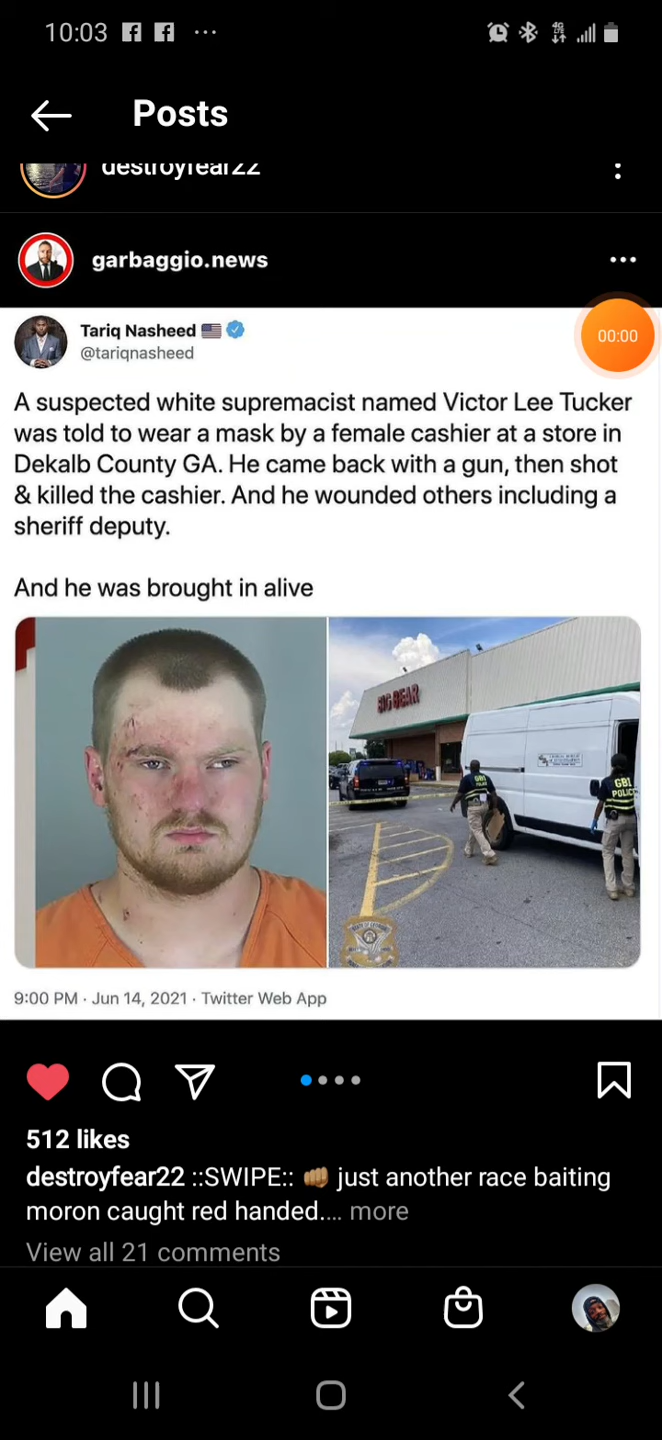 10:03
4G
LTE
Posts
destroyfear22
garbaggio.news
Tariq Nasheed
@tariqnasheed
00:00
A suspected white supremacist named Victor Lee Tucker
was told to wear a mask by a female cashier at a store in
Dekalb County GA. He came back with a gun, then shot
& killed the cashier. And he wounded others including a
sheriff deputy.
And he was brought in alive
BIG BEAR
GBI
POLICE
9:00 PM · Jun 14, 2021 · Twitter Web App
512 likes
destroyfear22 ::SWIPE:: 👊🏽 just another race baiting
moron caught red handed.... more
View all 21 comments